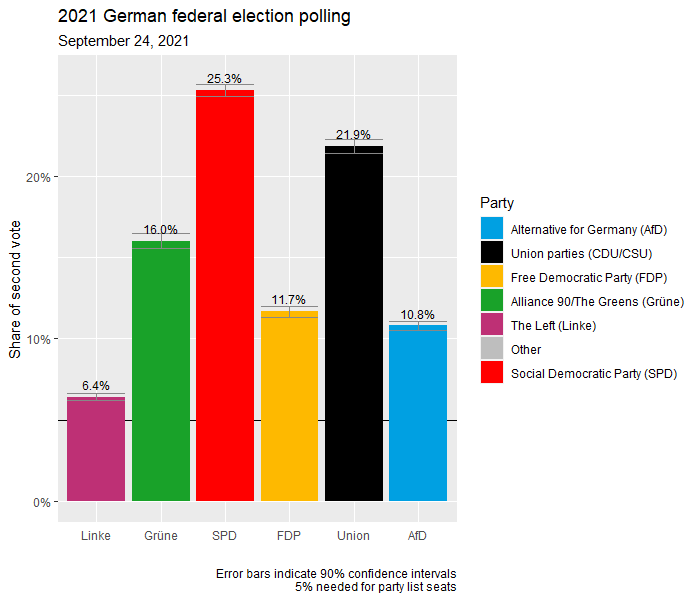 2021 German federal election polling
September 24, 2021
Share of second vote
20%
10%
0%
6.4%
16.0%
25.3%
11.7%
21.9%
10.8%
Linke
Grüne
SPD
FDP
Union
AfD
Party
Alternative for Germany (AfD)
Union parties (CDU/CSU)
Free Democratic Party (FDP)
Alliance 90/The Greens (Grüne)
The Left (Linke)
Other
Social Democratic Party (SPD)
Error bars indicate 90% confidence intervals
5% needed for party list seats